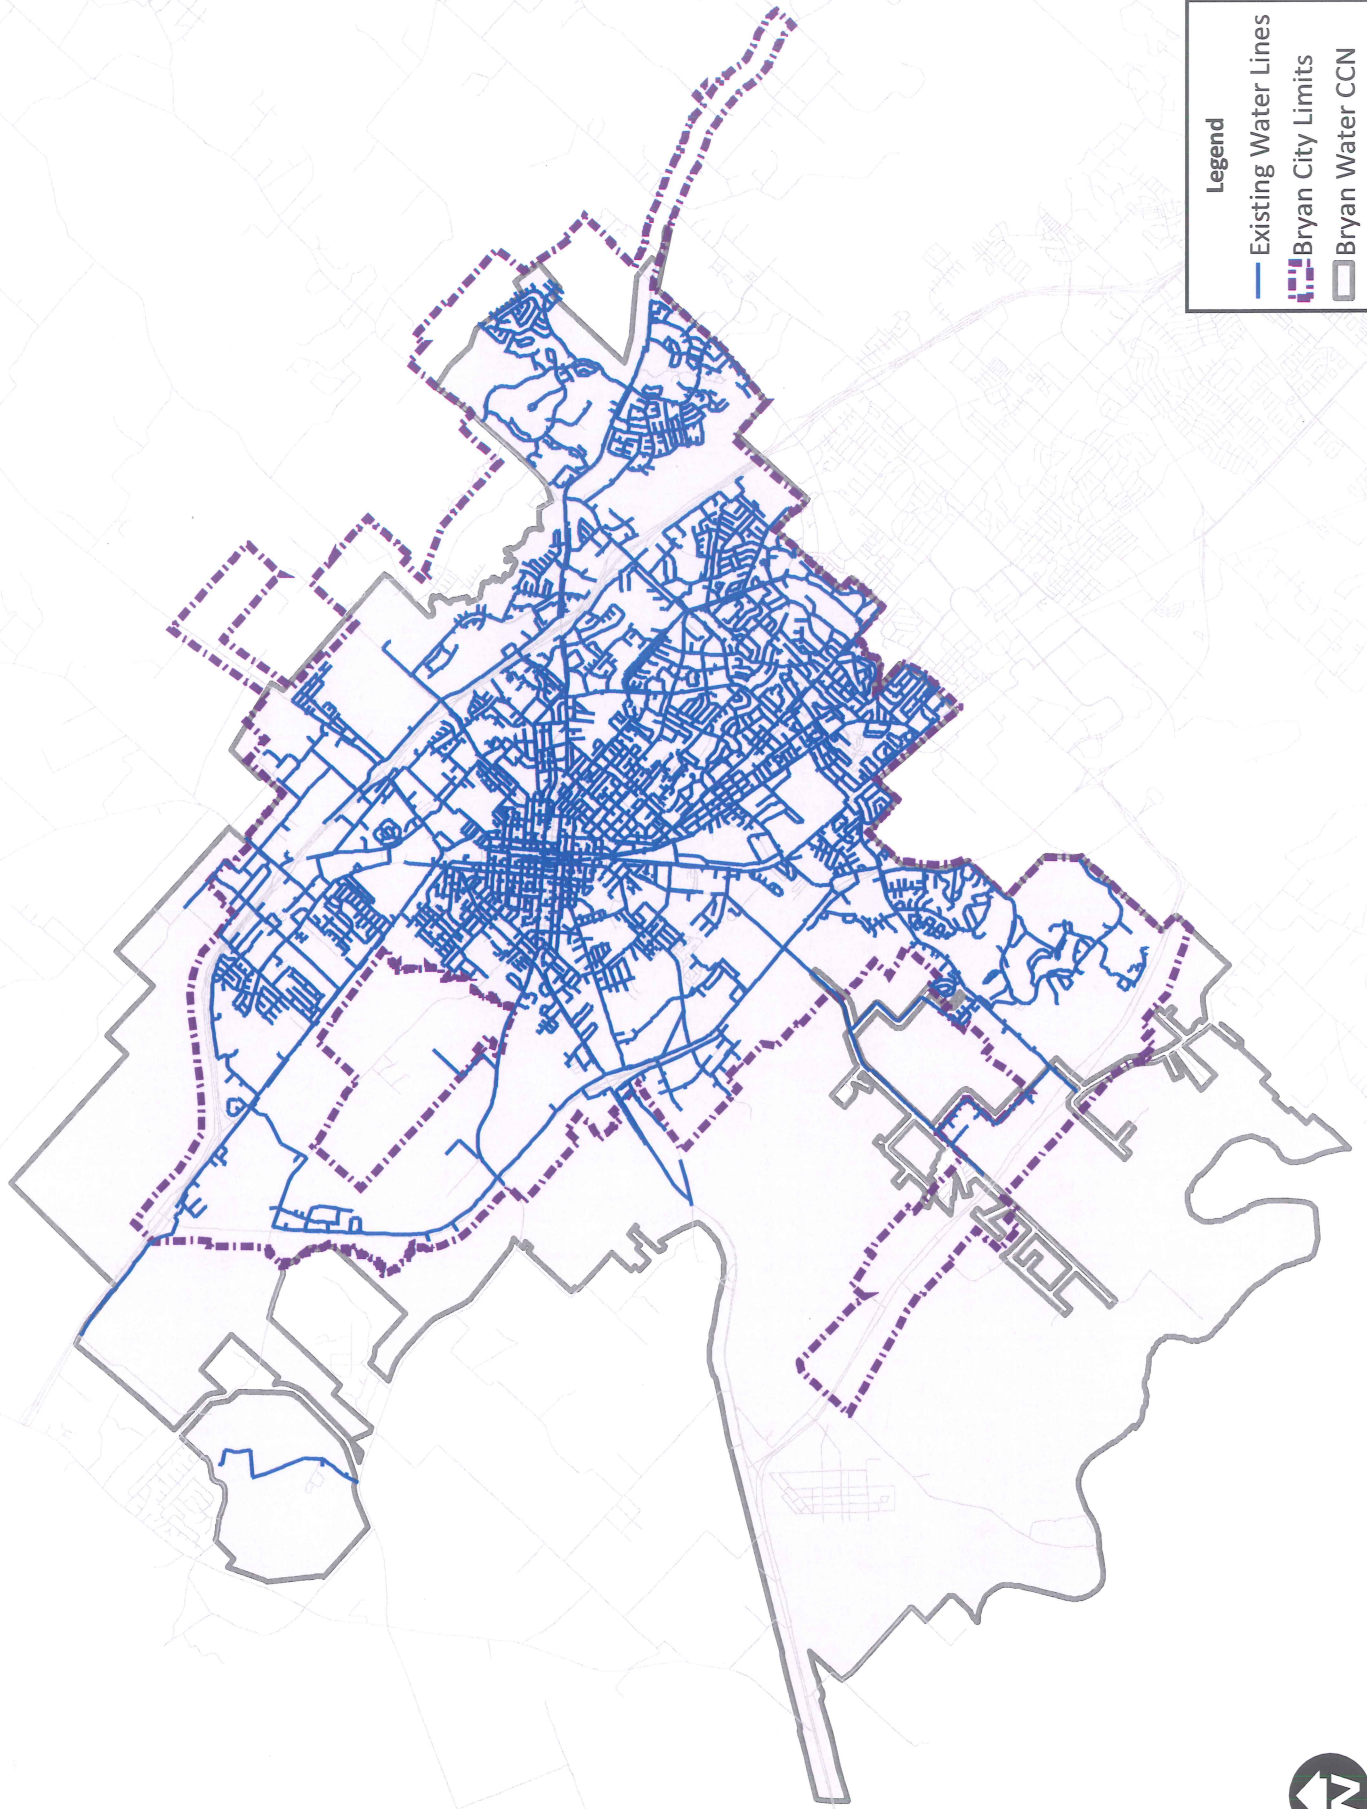 Legend
Existing Water Lines
Bryan City Limits
Bryan Water CCN
N